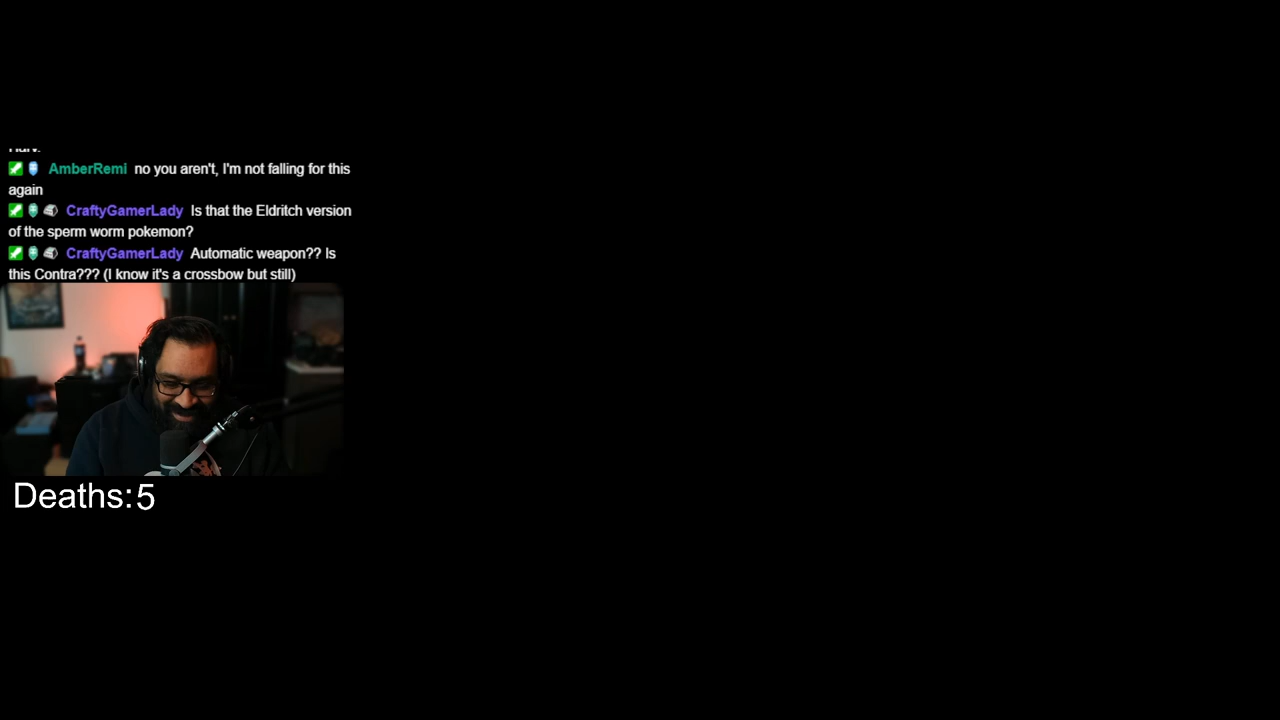 AmberRemi no you aren't, I'm not falling for this
again
CraftyGamerLady Is that the Eldritch version
of the sperm worm pokemon?
CraftyGamerLady Automatic weapon?? Is
this Contra??? (I know it's a crossbow but still)
Deaths:5